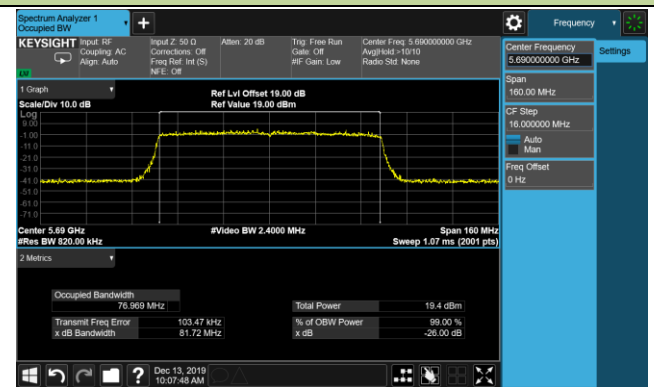 Spectrum Analyzer 1
Occupied BW
+
Frequency
KEYSIGHT
Input: RF
Coupling: AC
Align: Auto
Input Z: 50 Ω
Corrections: Off
Freq Ref: Int (S)
NFE: Off
Atten: 20 dB
Trig: Free Run
Gate: Off
#IF Gain: Low
Center Freq: 5.690000000 GHz
Avg|Hold:>10/10
Radio Std: None
Center Frequency
5.690000000 GHz
Settings
Span
160.00 MHz
CF Step
16.000000 MHz
Auto
Man
Freq Offset
0 Hz
1 Graph
Scale/Div 10.0 dB
Ref Lvl Offset 19.00 dB
Ref Value 19.00 dBm
Log
9.00
-1.00
-11.0
-21.0
-31.0
-41.0
-51.0
-61.0
-71.0
Center 5.69 GHz
#Res BW 820.00 kHz
#Video BW 2.4000 MHz
Span 160 MHz
Sweep 1.07 ms (2001 pts)
2 Metrics
Occupied Bandwidth
76.969 MHz
Total Power 19.4 dBm
Transmit Freq Error 103.47 kHz
% of OBW Power 99.00 %
x dB Bandwidth 81.72 MHz
x dB -26.00 dB
?
Dec 13, 2019
10:07:48 AM